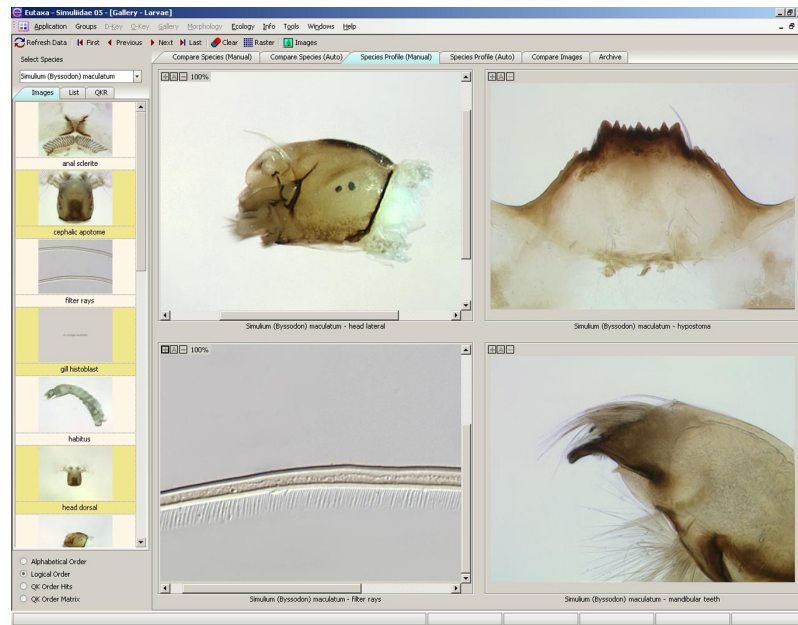 Eutaxa - Simuliidae 05 - [Gallery - Larvae]
Application Groups D-Key Q-Key Gallery Morphology Ecology Info Tools Windows Help
Refresh Data First Previous Next Last Clear Raster Images
Select Species
Compare Species (Manual) Compare Species (Auto) Species Profile (Manual) Species Profile (Auto) Compare Images Archive
Simulium (Byssodon) maculatum
Images List QKR
100%
anal sclerite
cephalic apotome
filter rays
gill histoblast
habitus
head dorsal
Simulium (Byssodon) maculatum - head lateral
Simulium (Byssodon) maculatum - hypostoma
100%
Simulium (Byssodon) maculatum - filter rays
Simulium (Byssodon) maculatum - mandibular teeth
Alphabetical Order
Logical Order
QK Order Hits
QK Order Matrix